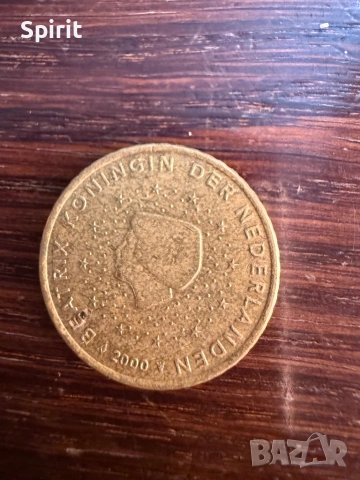 Spirit
BEATRIX KONINGIN DER NEDERLANDEN
2000
BAZAR